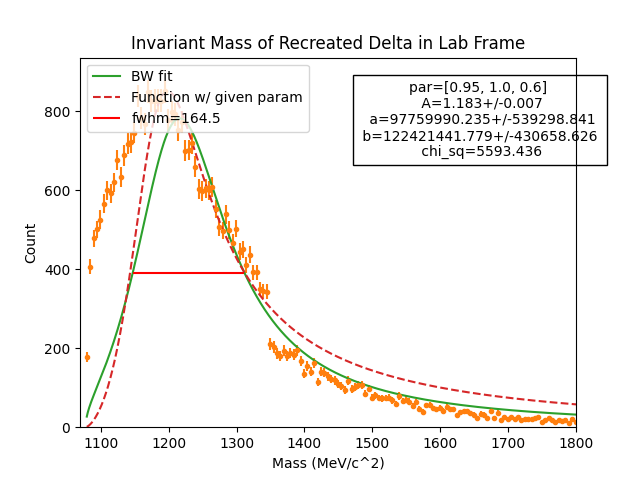 Invariant Mass of Recreated Delta in Lab Frame
BW fit
Function w/ given param
fwhm=164.5
par=[0.95, 1.0, 0.6]
A=1.183+/-0.007
a=97759990.235+/-539298.841
b=122421441.779+/-430658.626
chi_sq=5593.436
Count
800
600
400
200
0
1100 1200 1300 1400 1500 1600 1700 1800
Mass (MeV/c^2)